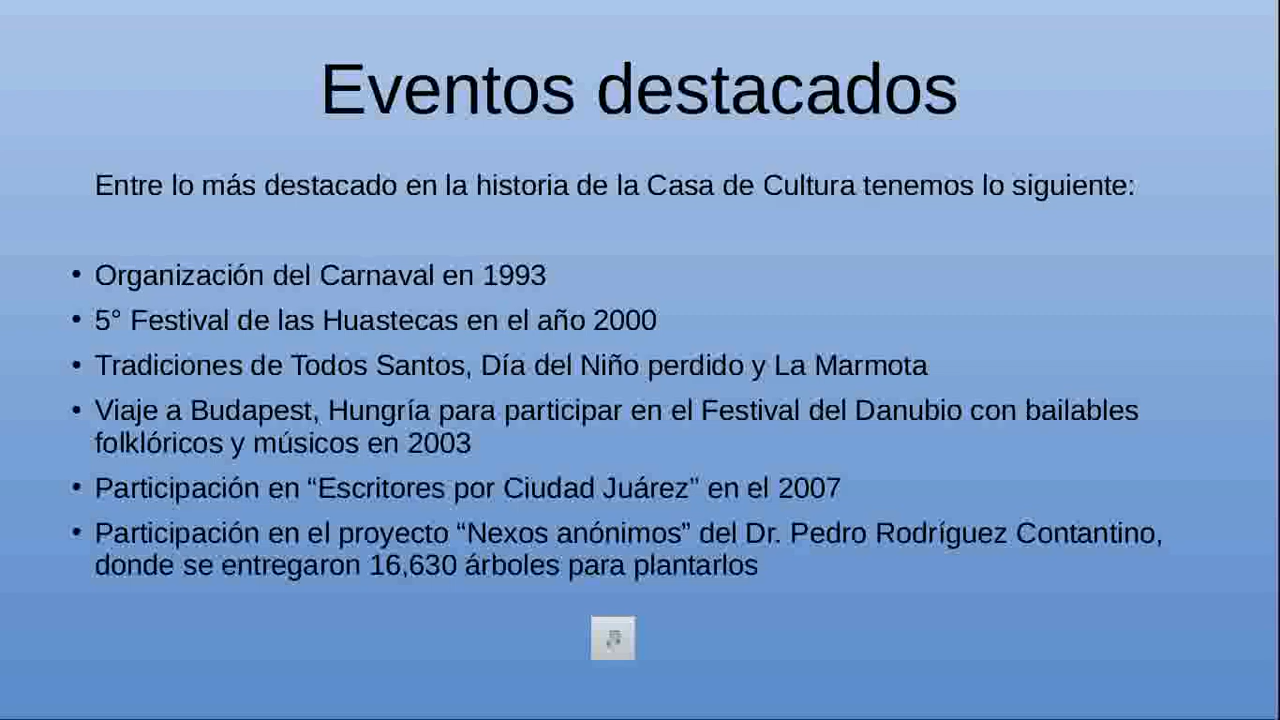 Eventos destacados
Entre lo más destacado en la historia de la Casa de Cultura tenemos lo siguiente:
• Organización del Carnaval en 1993
• 5° Festival de las Huastecas en el año 2000
• Tradiciones de Todos Santos, Día del Niño perdido y La Marmota
• Viaje a Budapest, Hungría para participar en el Festival del Danubio con bailables
folklóricos y músicos en 2003
• Participación en “Escritores por Ciudad Juárez” en el 2007
• Participación en el proyecto “Nexos anónimos” del Dr. Pedro Rodríguez Contantino,
donde se entregaron 16,630 árboles para plantarlos